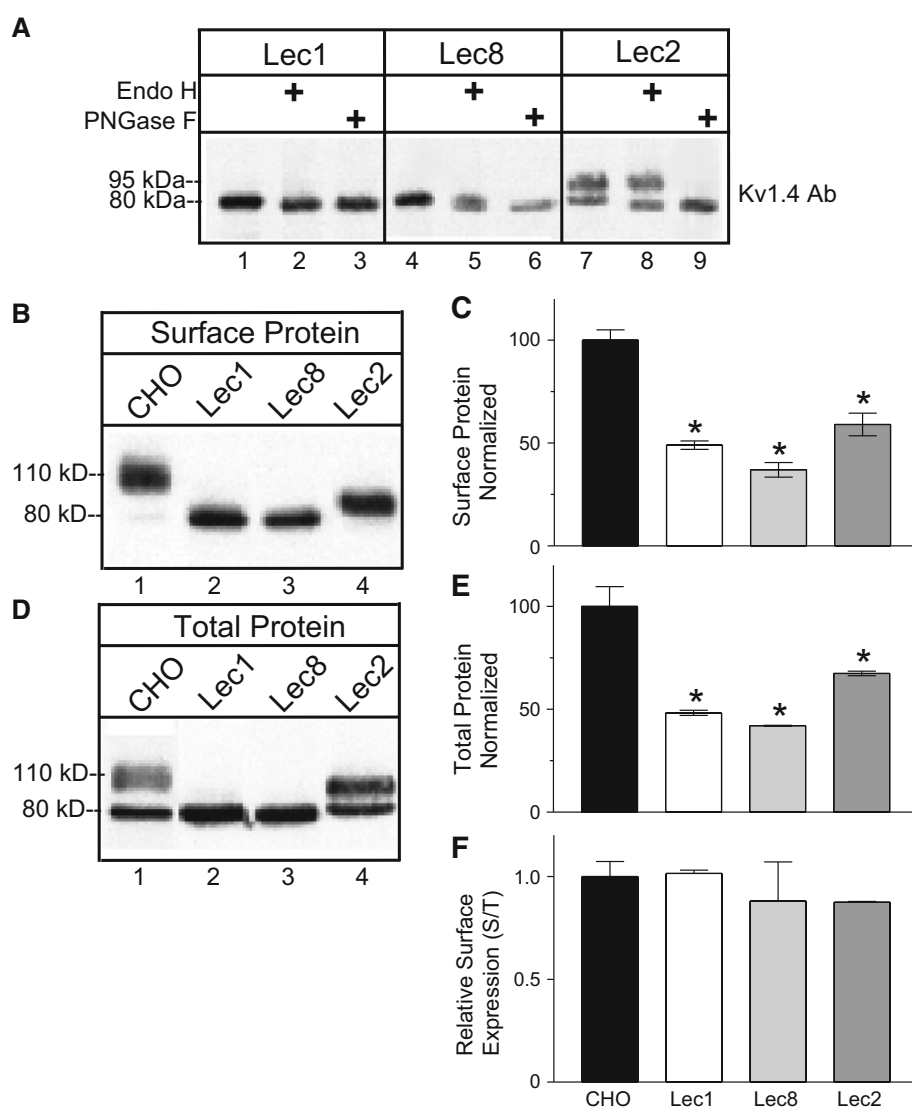 A
Lec1 Lec8 Lec2
Endo H + + +
PNGase F + + +
95 kDa--
80 kDa--
Kv1.4 Ab
1 2 3 4 5 6 7 8 9
B
Surface Protein
CHO Lec1 Lec8 Lec2
110 kD--
80 kD--
1 2 3 4
C
Surface Protein
Normalized
100
50
0
* * *
D
Total Protein
CHO Lec1 Lec8 Lec2
110 kD--
80 kD--
1 2 3 4
E
Total Protein
Normalized
100
50
0
* * *
F
Relative Surface
Expression (S/T)
1.0
0.5
0
CHO Lec1 Lec8 Lec2